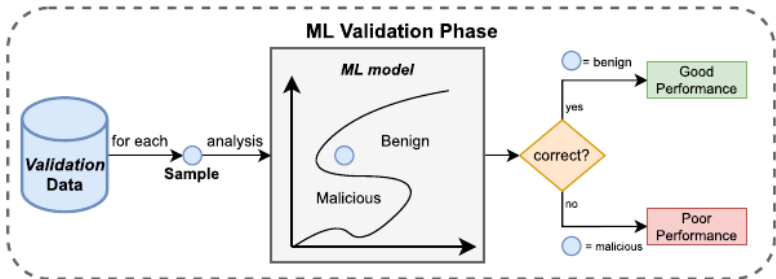 ML Validation Phase
Validation
Data
for each
Sample
analysis
ML model
Benign
Malicious
correct?
yes
= benign
Good
Performance
no
= malicious
Poor
Performance